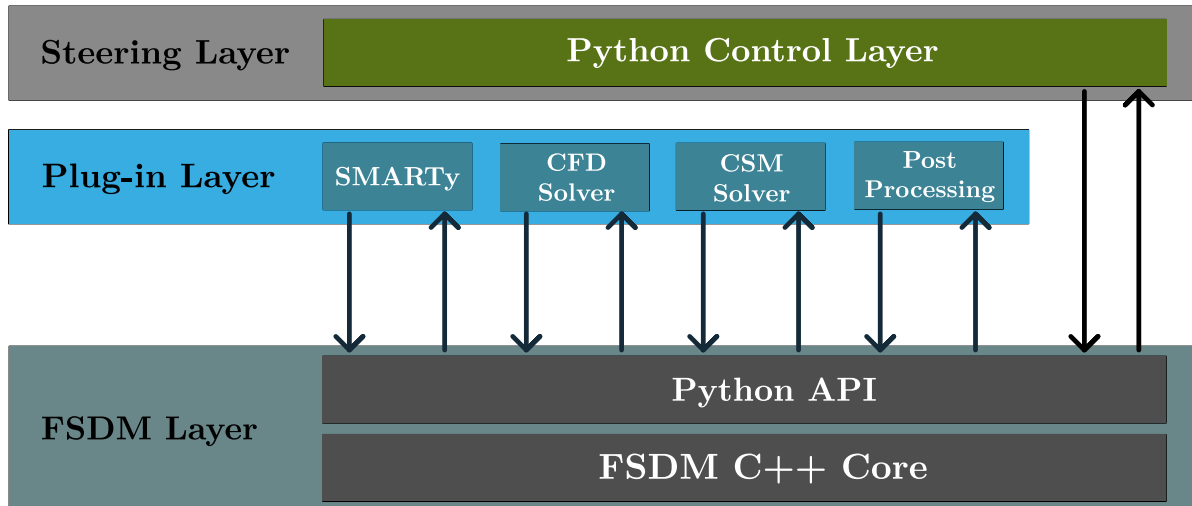 Steering Layer
Python Control Layer
Plug-in Layer
SMARTy
CFD
Solver
CSM
Solver
Post
Processing
FSDM Layer
Python API
FSDM C++ Core